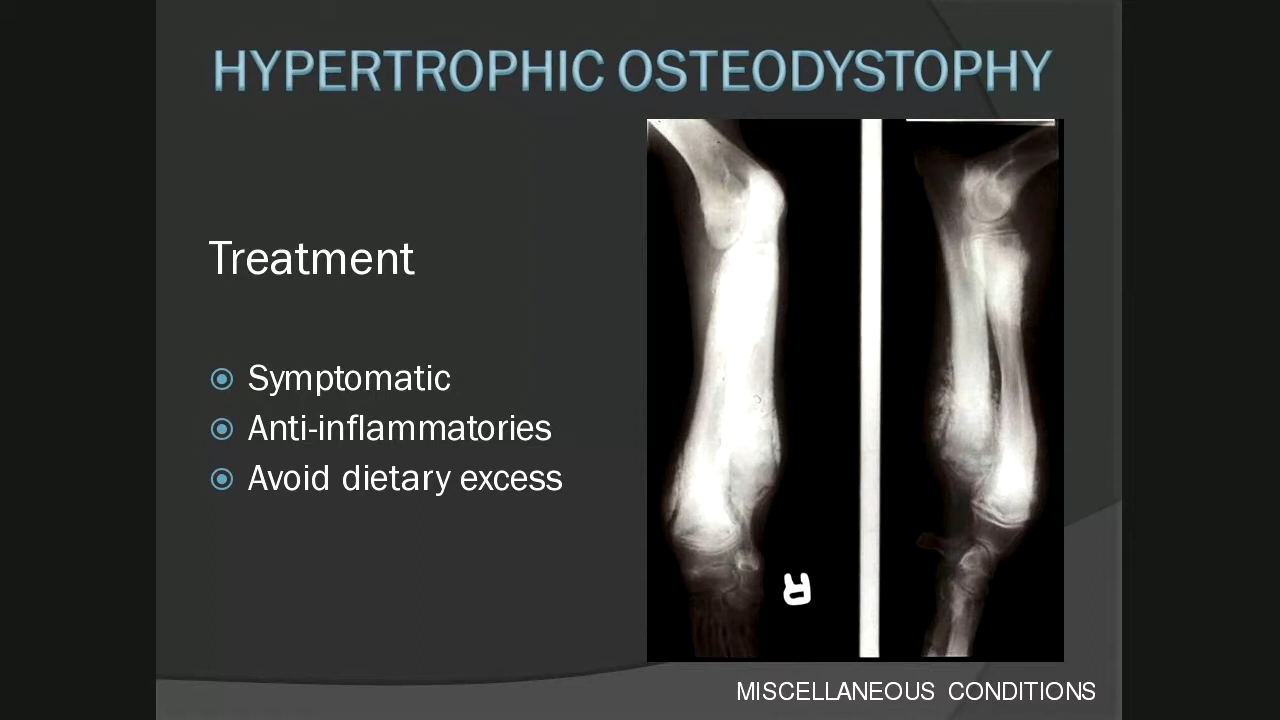 HYPERTROPHIC OSTEODYSTOPHY
Treatment
Symptomatic
Anti-inflammatories
Avoid dietary excess
R
MISCELLANEOUS CONDITIONS